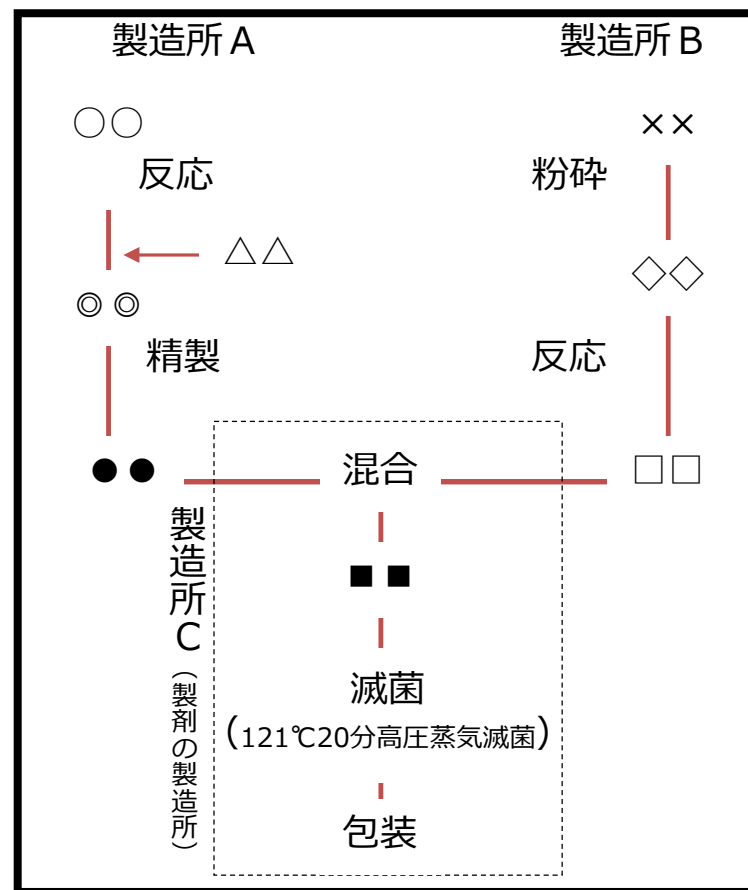 製造所A
製造所B
〇〇
××
反応
粉砕
△△
◇◇
◎◎
精製
反応
●●
混合
□□
製造所C
（製剤の製造所）
■■
滅菌
(121℃20分高圧蒸気滅菌)
包装